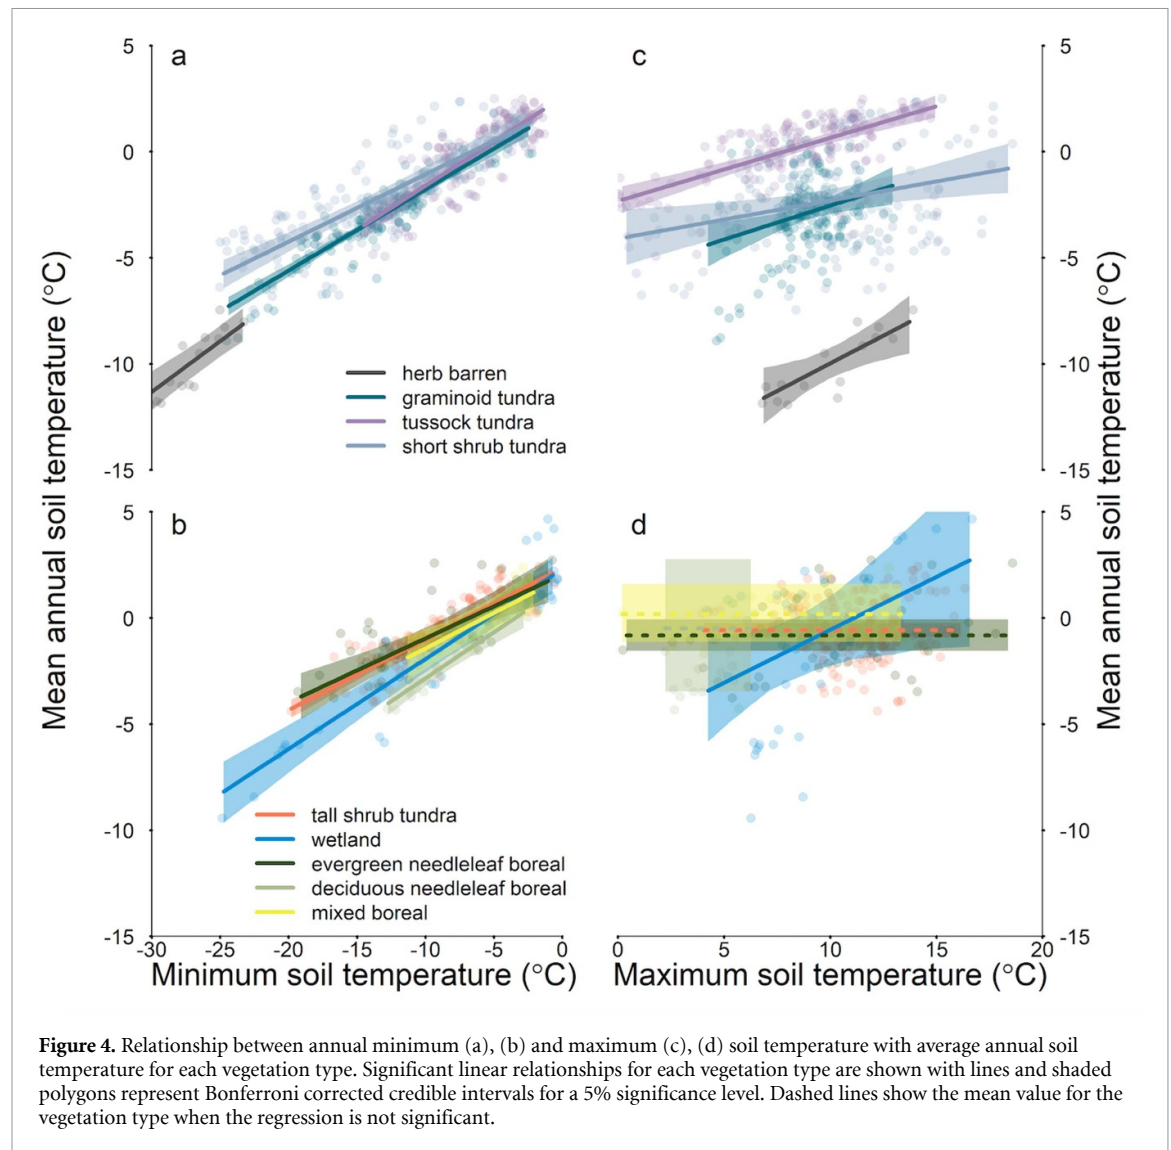 a
c
5
0
-5
-10
-15
5
0
-5
-10
-15
herb barren
graminoid tundra
tussock tundra
short shrub tundra
Mean annual soil temperature (°C)
Mean annual soil temperature (°C)
b
d
5
0
-5
-10
-15
5
0
-5
-10
-15
tall shrub tundra
wetland
evergreen needleleaf boreal
deciduous needleleaf boreal
mixed boreal
-30 -25 -20 -15 -10 -5 0
0 5 10 15 20
Minimum soil temperature (°C)
Maximum soil temperature (°C)
Figure 4. Relationship between annual minimum (a), (b) and maximum (c), (d) soil temperature with average annual soil
temperature for each vegetation type. Significant linear relationships for each vegetation type are shown with lines and shaded
polygons represent Bonferroni corrected credible intervals for a 5% significance level. Dashed lines show the mean value for the
vegetation type when the regression is not significant.